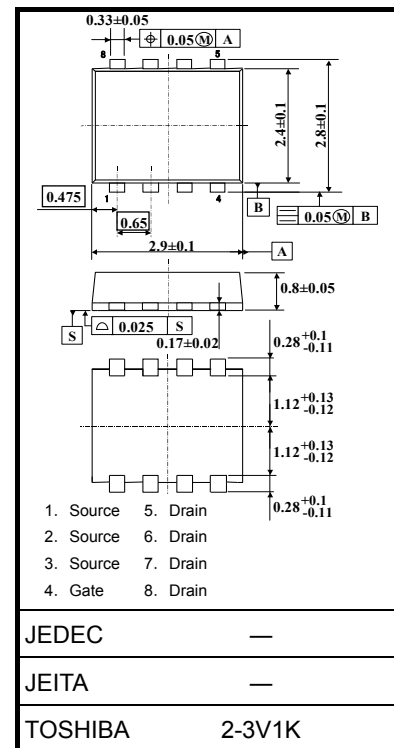 0.33±0.05
⌖ 0.05Ⓜ A
8 5
2.4±0.1
2.8±0.1
0.475
1 4
B
⌯ 0.05Ⓜ B
0.65
2.9±0.1
A
0.8±0.05
S
⌓ 0.025 S
0.17±0.02
0.28 +0.1 -0.11
1.12 +0.13 -0.12
1.12 +0.13 -0.12
0.28 +0.1 -0.11
1. Source 5. Drain
2. Source 6. Drain
3. Source 7. Drain
4. Gate 8. Drain
JEDEC —
JEITA —
TOSHIBA 2-3V1K